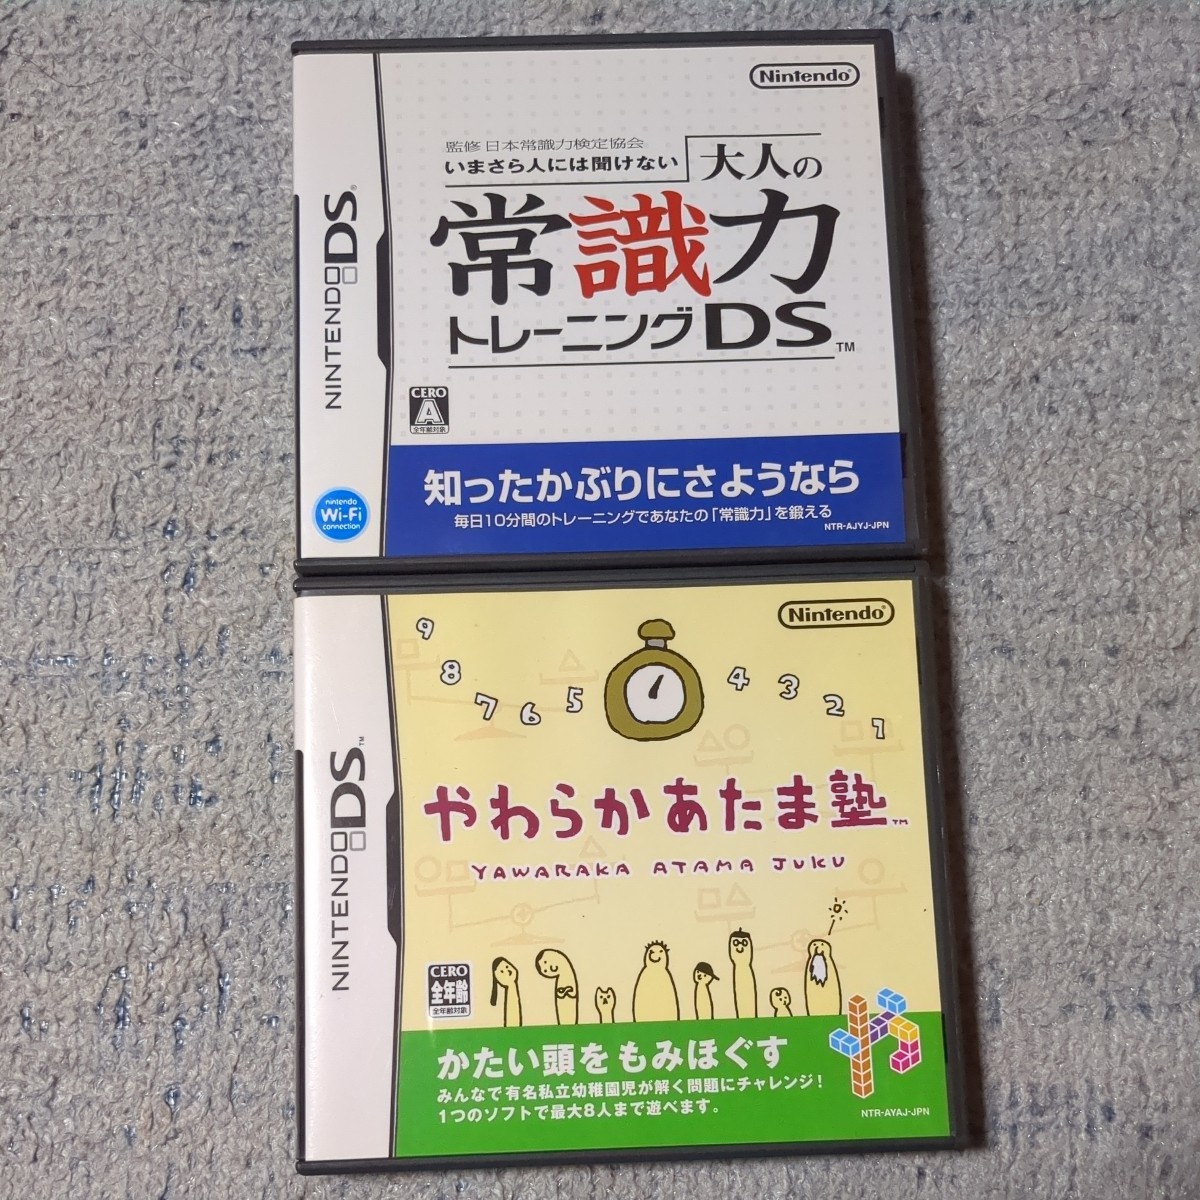 Nintendo®
監修 日本常識力検定協会
いまさら人には聞けない 大人の
常識力
トレーニングDS™
NINTENDO DS®
CERO
A
全年齢対象
nintendo
Wi-Fi
connection
知ったかぶりにさようなら
毎日10分間のトレーニングであなたの「常識力」を鍛える
NTR-AJYJ-JPN
Nintendo®
9 8 7 6 5 4 3 2 1
やわらかあたま塾™
YAWARAKA ATAMA JUKU
NINTENDO DS™
CERO
全年齢
全年齢対象
かたい頭をもみほぐす
みんなで有名私立幼稚園児が解く問題にチャレンジ!
1つのソフトで最大8人まで遊べます。
NTR-AYAJ-JPN